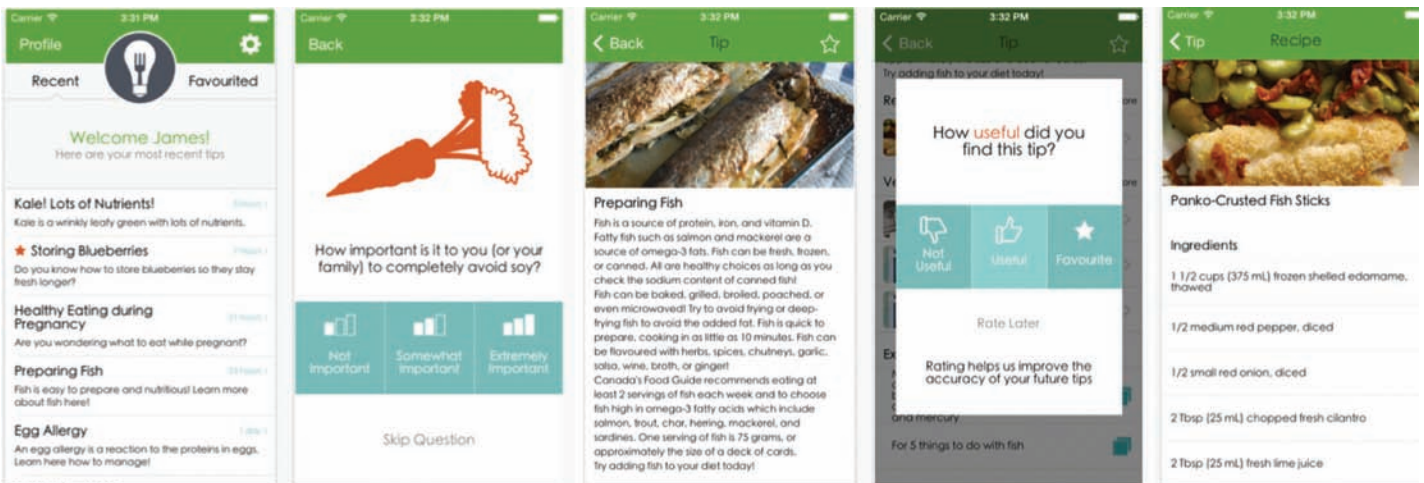 Carrier 3:31 PM
Profile
Recent Favourited
Welcome James!
Here are your most recent tips
Kale! Lots of Nutrients!
Kale is a wrinkly leafy green with lots of nutrients.
Storing Blueberries
Do you know how to store blueberries so they stay
fresh longer?
Healthy Eating during
Pregnancy
Are you wondering what to eat while pregnant?
Preparing Fish
Fish is easy to prepare and nutritious! Learn more
about fish here!
Egg Allergy
An egg allergy is a reaction to the proteins in eggs.
Learn here how to manage!
Carrier 3:32 PM
Back
How important is it to you (or your
family) to completely avoid soy?
Not
Important
Somewhat
Important
Extremely
Important
Skip Question
Carrier 3:32 PM
Back Tip
Preparing Fish
Fish is a source of protein, iron, and vitamin D.
Fatty fish such as salmon and mackerel are a
source of omega-3 fats. Fish can be fresh, frozen,
or canned. All are healthy choices as long as you
check the sodium content of canned fish!
Fish can be baked, grilled, broiled, poached, or
even microwaved! Try to avoid frying or deep-
frying fish to avoid the added fat. Fish is quick to
prepare, cooking in as little as 10 minutes. Fish can
be flavoured with herbs, spices, chutneys, garlic,
salsa, wine, broth, or ginger!
Canada's Food Guide recommends eating at
least 2 servings of fish each week and to choose
fish high in omega-3 fatty acids which include
salmon, trout, char, herring, mackerel, and
sardines. One serving of fish is 75 grams, or
approximately the size of a deck of cards.
Try adding fish to your diet today!
Carrier 3:32 PM
Back Tip
Try adding fish to your diet today!
How useful did you
find this tip?
Not
Useful
Useful
Favourite
Rate Later
Rating helps us improve the
accuracy of your future tips
and mercury
For 5 things to do with fish
Carrier 3:32 PM
Tip Recipe
Panko-Crusted Fish Sticks
Ingredients
1 1/2 cups (375 mL) frozen shelled edamame,
thawed
1/2 medium red pepper, diced
1/2 small red onion, diced
2 Tbsp (25 mL) chopped fresh cilantro
2 Tbsp (25 mL) fresh lime juice